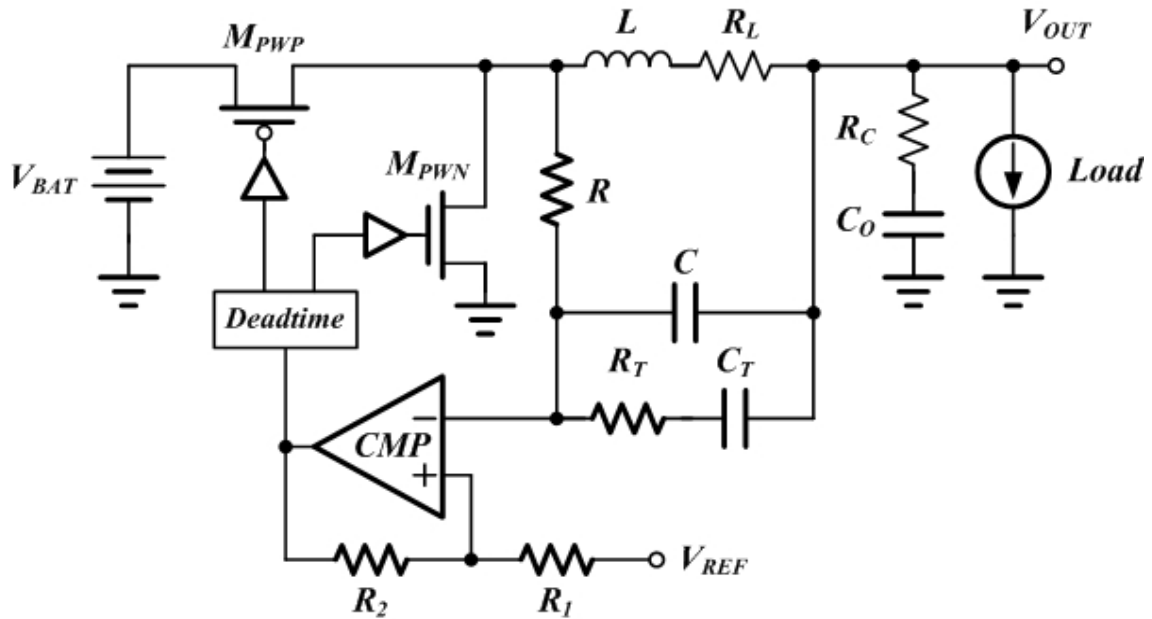 M_PWP
L
R_L
V_OUT
V_BAT
M_PWN
R
R_C
Load
C_O
Deadtime
C
R_T
C_T
CMP
−
+
R_2
R_1
V_REF